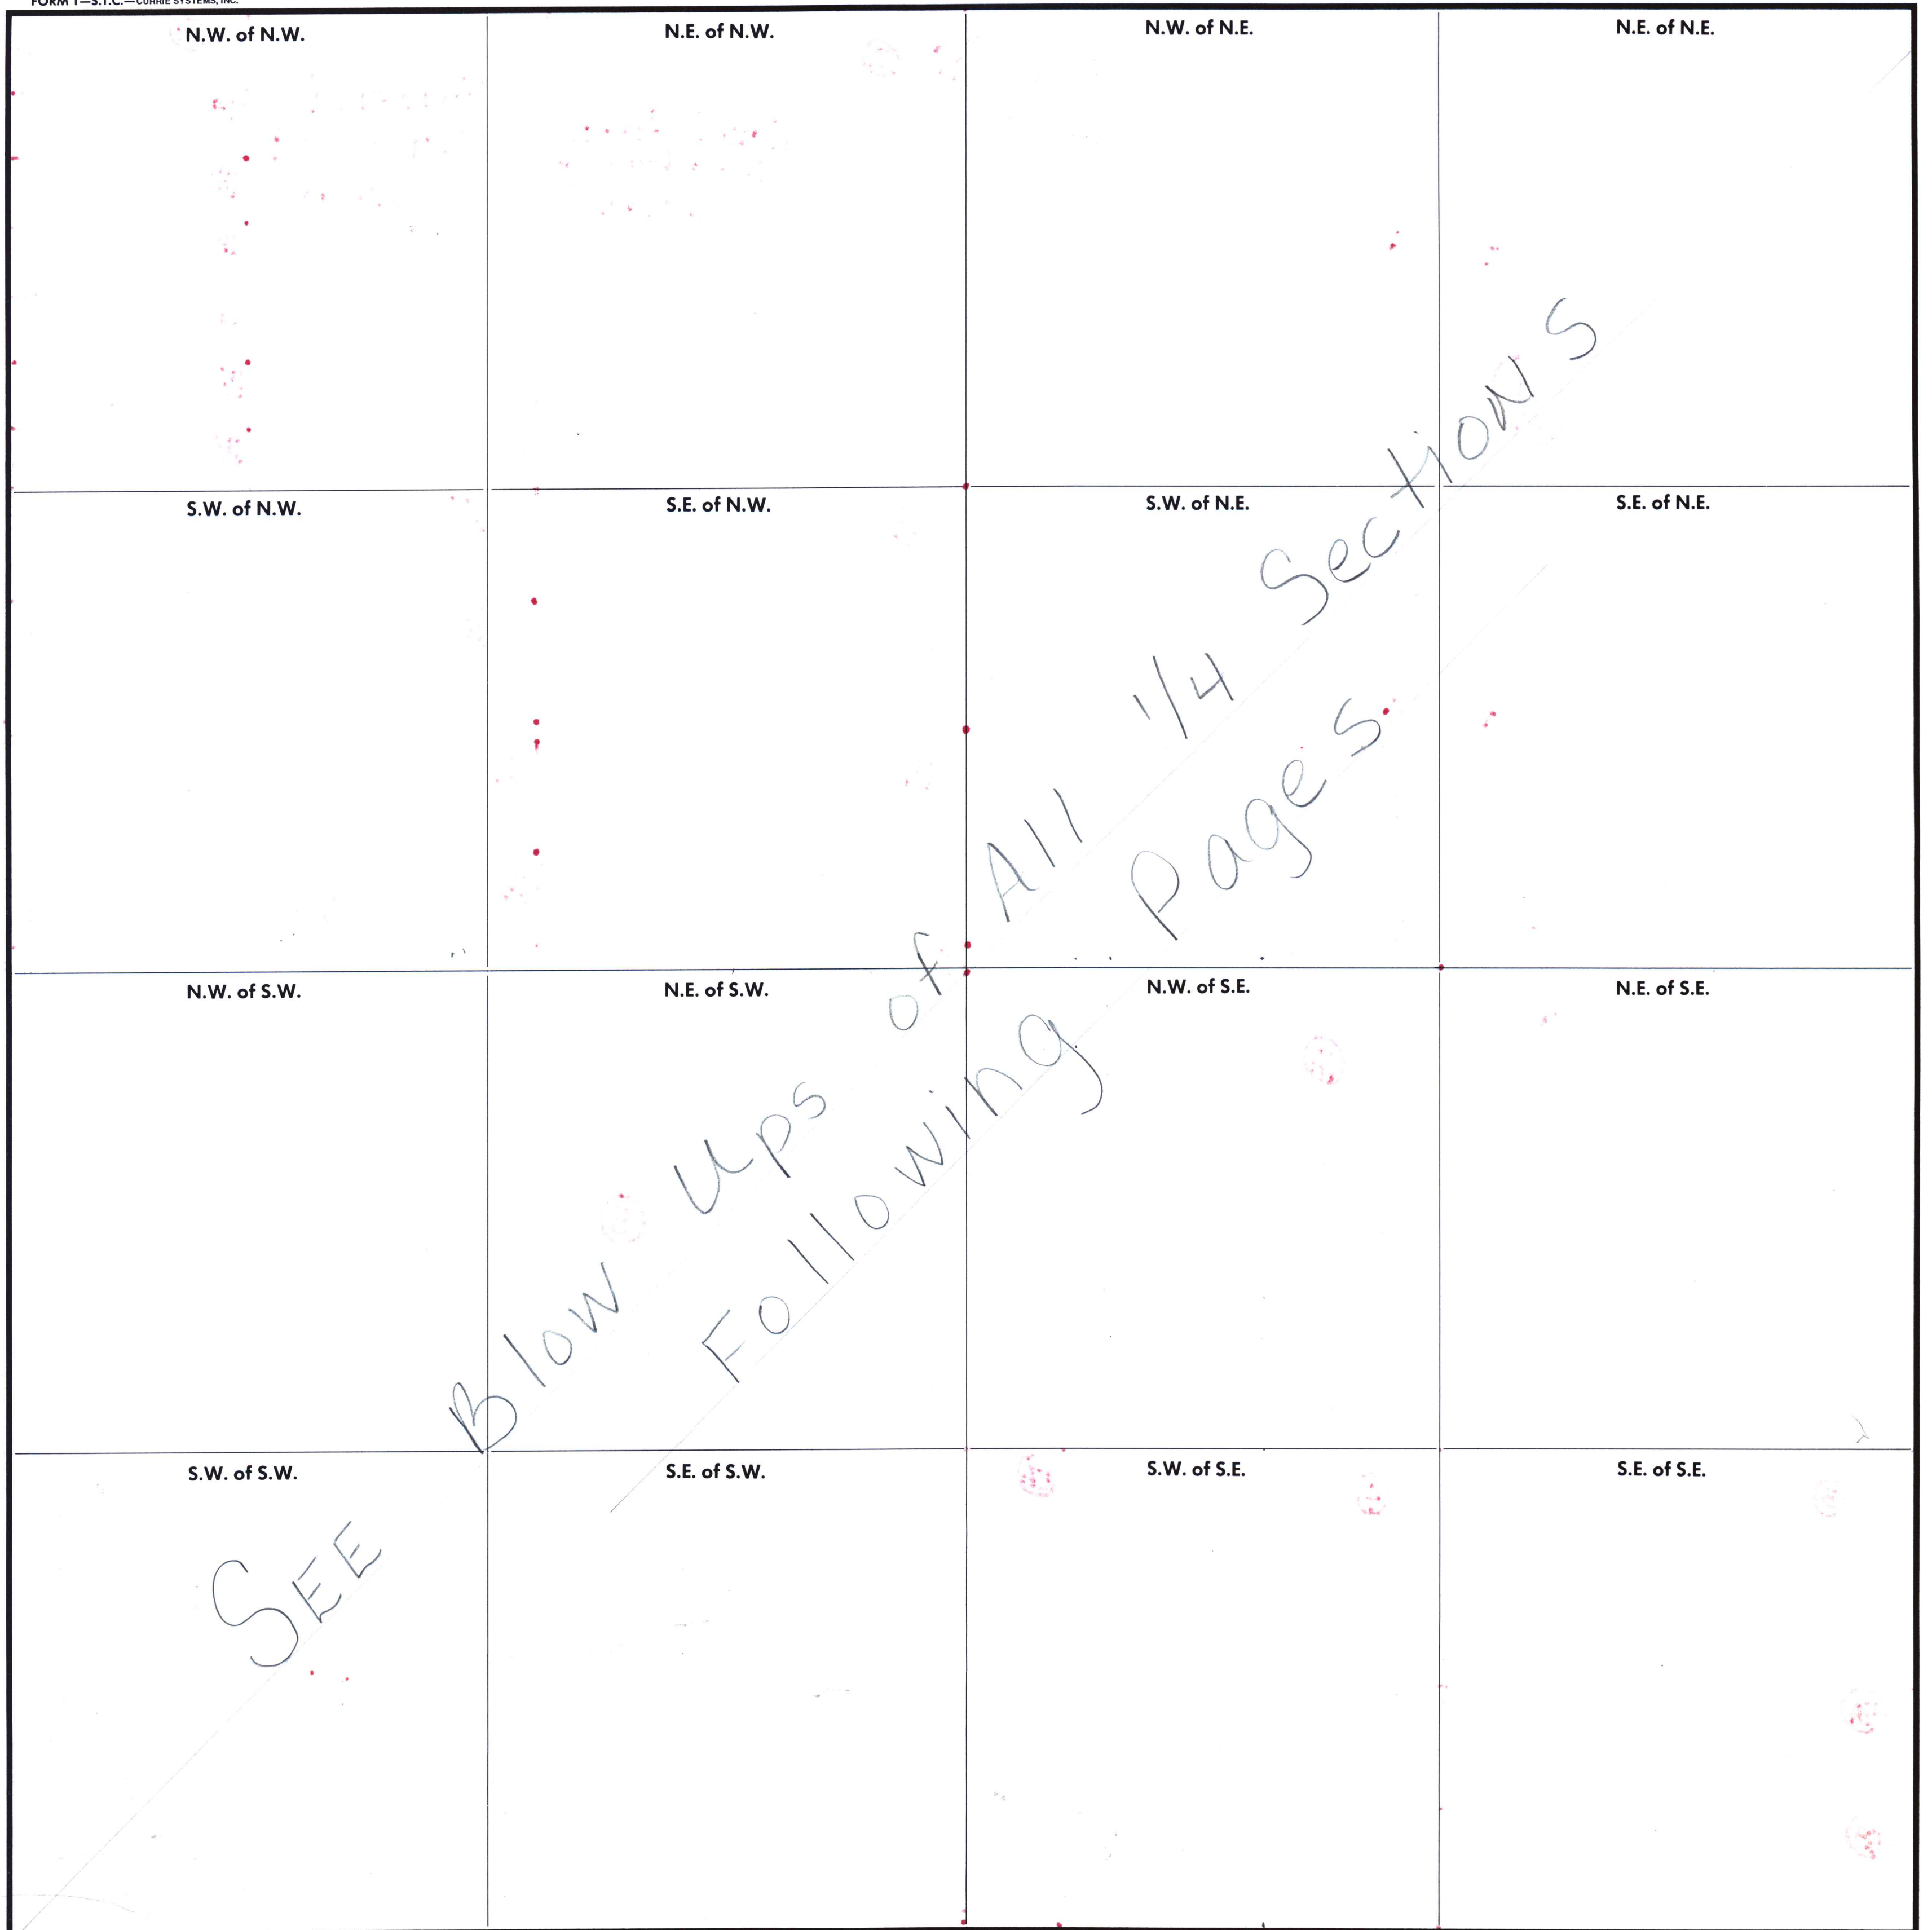 FORM 1—S.T.C.—CURRIE SYSTEMS, INC.
N.W. of N.W.
N.E. of N.W.
N.W. of N.E.
N.E. of N.E.
S.W. of N.W.
S.E. of N.W.
S.W. of N.E.
S.E. of N.E.
N.W. of S.W.
N.E. of S.W.
N.W. of S.E.
N.E. of S.E.
S.W. of S.W.
S.E. of S.W.
S.W. of S.E.
S.E. of S.E.
SEE Blow Ups of All 1/4 Sections
Following Pages